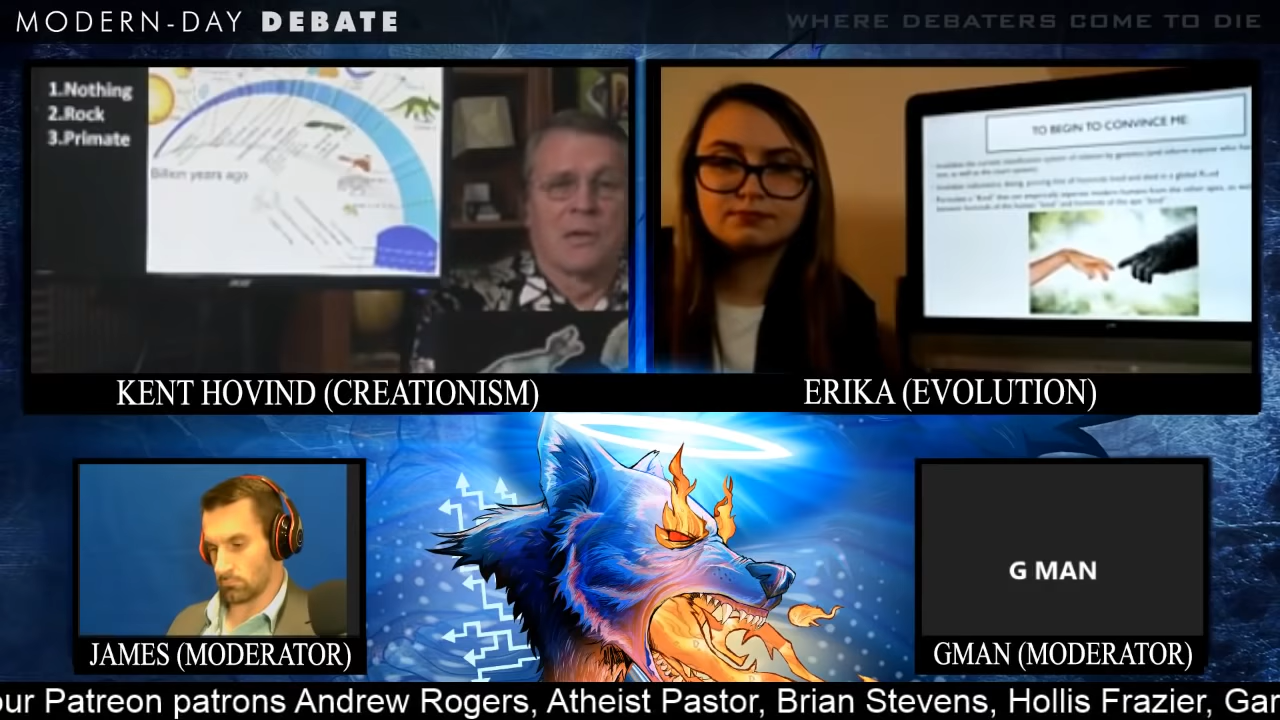 MODERN-DAY DEBATE
WHERE DEBATERS COME TO DIE
1.Nothing
2.Rock
3.Primate
Billion years ago
TO BEGIN TO CONVINCE ME:
KENT HOVIND (CREATIONISM)
ERIKA (EVOLUTION)
G MAN
JAMES (MODERATOR)
GMAN (MODERATOR)
our Patreon patrons Andrew Rogers, Atheist Pastor, Brian Stevens, Hollis Frazier, Gar